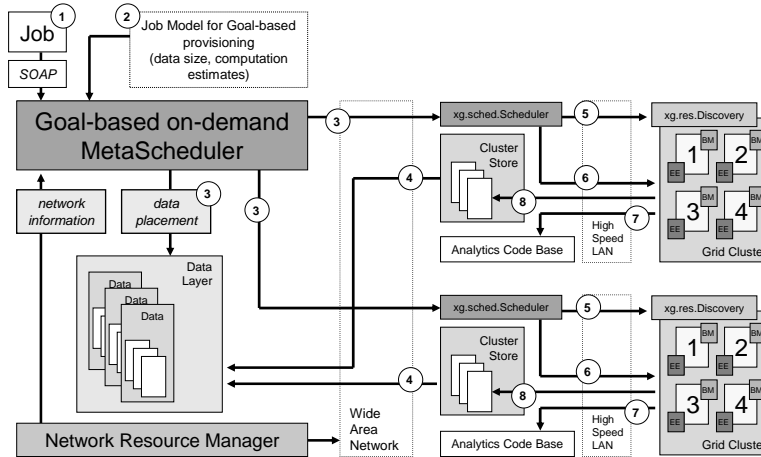 1
Job
SOAP
2
Job Model for Goal-based
provisioning
(data size, computation
estimates)
Goal-based on-demand
MetaScheduler
3
network
information
data
placement
3
3
Data
Layer
Data
Data
Data
Network Resource Manager
Wide
Area
Network
4
4
3
xg.sched.Scheduler
5
xg.res.Discovery
Cluster
Store
6
8
7
Analytics Code Base
High
Speed
LAN
1
BM
EE
2
BM
EE
3
BM
EE
4
BM
EE
Grid Cluste
xg.sched.Scheduler
5
xg.res.Discovery
Cluster
Store
6
8
7
Analytics Code Base
High
Speed
LAN
1
BM
EE
2
BM
EE
3
BM
EE
4
BM
EE
Grid Cluste